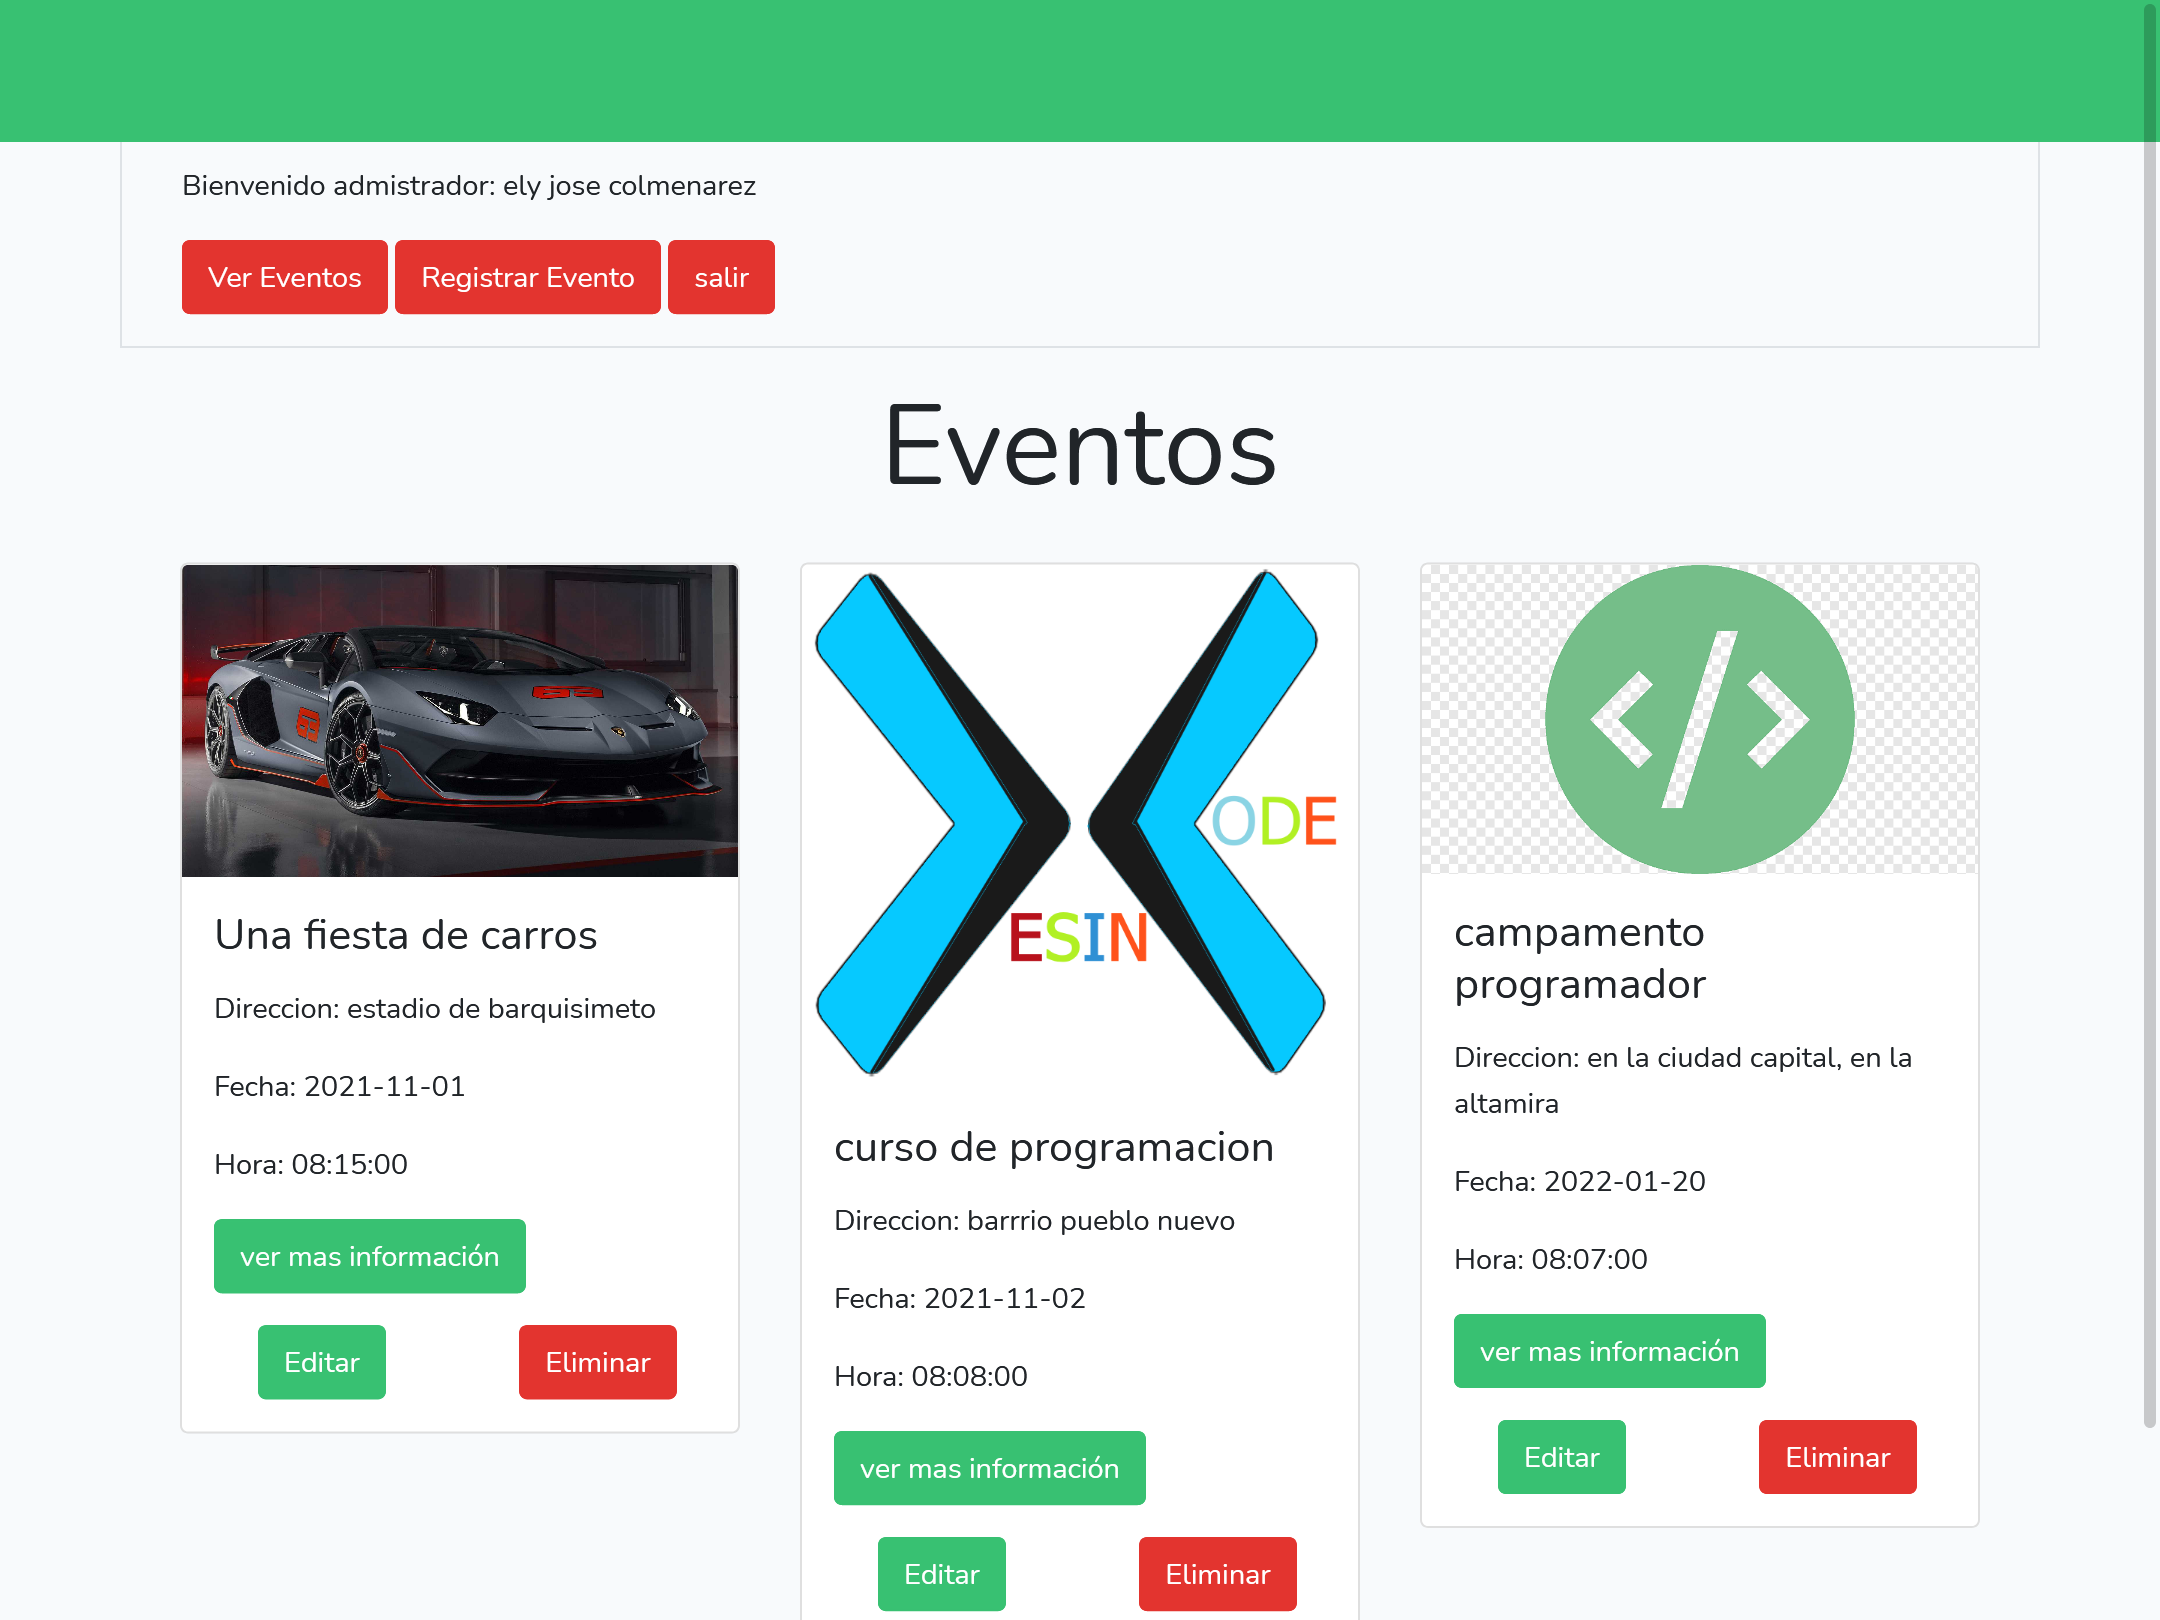 Bienvenido admistrador: ely jose colmenarez
Ver Eventos
Registrar Evento
salir
Eventos
63
63
Una fiesta de carros
Direccion: estadio de barquisimeto
Fecha: 2021-11-01
Hora: 08:15:00
ver mas información
Editar
Eliminar
ODE
ESIN
curso de programacion
Direccion: barrrio pueblo nuevo
Fecha: 2021-11-02
Hora: 08:08:00
ver mas información
Editar
Eliminar
</>
campamento
programador
Direccion: en la ciudad capital, en la
altamira
Fecha: 2022-01-20
Hora: 08:07:00
ver mas información
Editar
Eliminar